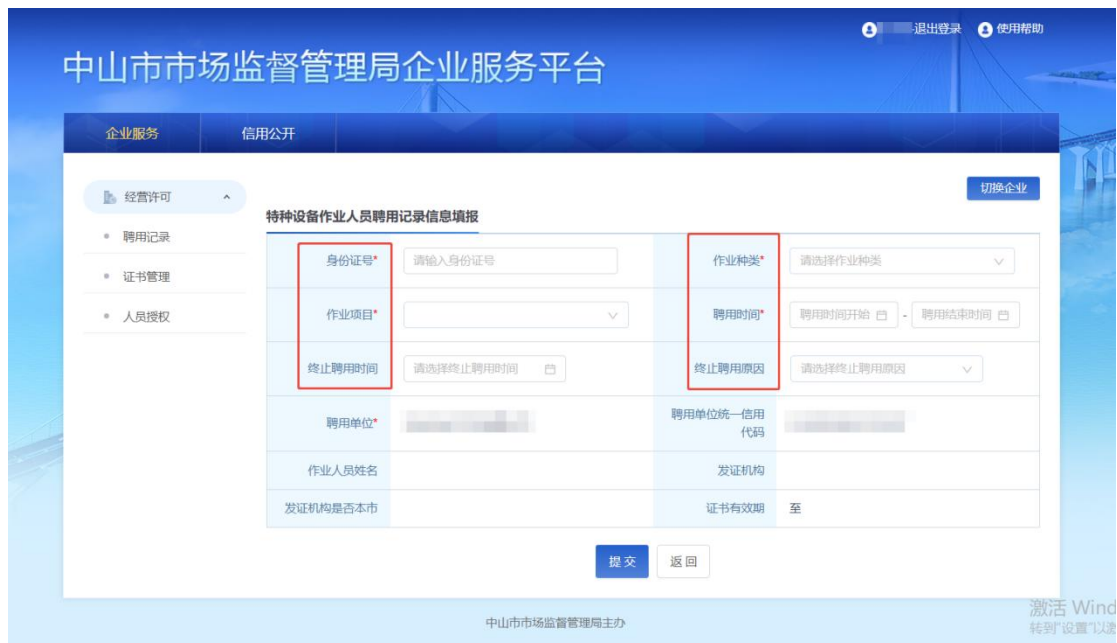 退出登录 使用帮助
中山市市场监督管理局企业服务平台
企业服务 信用公开
切换企业
经营许可
聘用记录
证书管理
人员授权
特种设备作业人员聘用记录信息填报
身份证号* 请输入身份证号 作业种类* 请选择作业种类
作业项目* 聘用时间* 聘用时间开始 - 聘用结束时间
终止聘用时间 请选择终止聘用时间 终止聘用原因 请选择终止聘用原因
聘用单位* 聘用单位统一信用
代码
作业人员姓名 发证机构
发证机构是否本市 证书有效期 至
提交 返回
中山市市场监督管理局主办
激活 Wind
转到"设置"以激